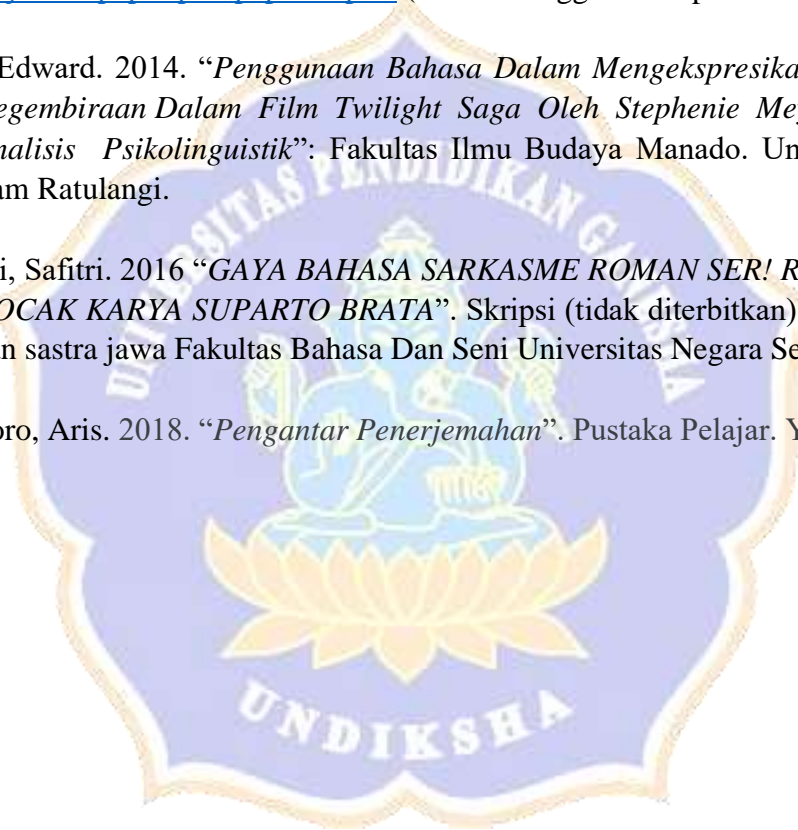 Edward. 2014. “Penggunaan Bahasa Dalam Mengekspresika
egembiraan Dalam Film Twilight Saga Oleh Stephenie Me
nalisis Psikolinguistik”: Fakultas Ilmu Budaya Manado. Un
am Ratulangi.
i, Safitri. 2016 “GAYA BAHASA SARKASME ROMAN SER! R
OCAK KARYA SUPARTO BRATA”. Skripsi (tidak diterbitkan)
n sastra jawa Fakultas Bahasa Dan Seni Universitas Negara Se
oro, Aris. 2018. “Pengantar Penerjemahan”. Pustaka Pelajar. Y
UNIVERSITAS PENDIDIKAN GANESHA
UNDIKSHA